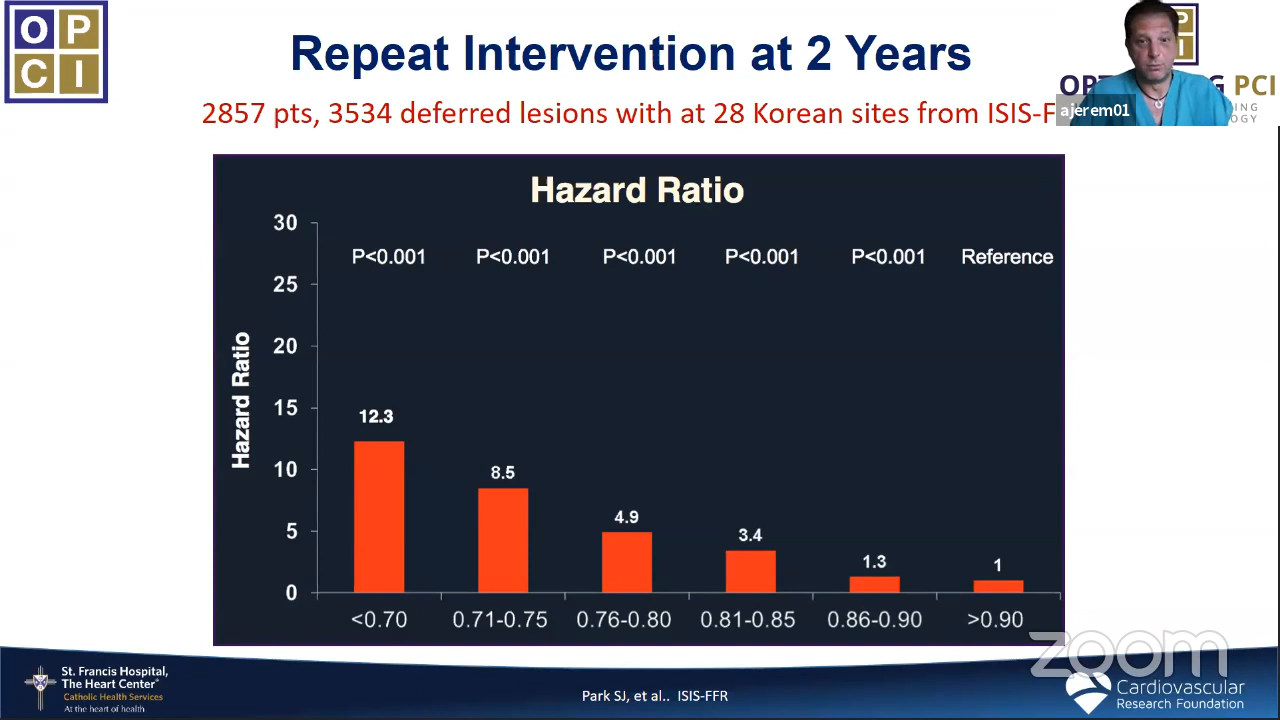 O P
C I
Repeat Intervention at 2 Years
2857 pts, 3534 deferred lesions with at 28 Korean sites from ISIS-F
PCI
ajerem01
Hazard Ratio
30
25
20
15
10
5
0
Hazard Ratio
P<0.001 P<0.001 P<0.001 P<0.001 P<0.001 Reference
12.3
8.5
4.9
3.4
1.3
1
<0.70 0.71-0.75 0.76-0.80 0.81-0.85 0.86-0.90 >0.90
zoom
St. Francis Hospital,
The Heart Center
Catholic Health Services
At the heart of health
Park SJ, et al.. ISIS-FFR
Cardiovascular
Research Foundation